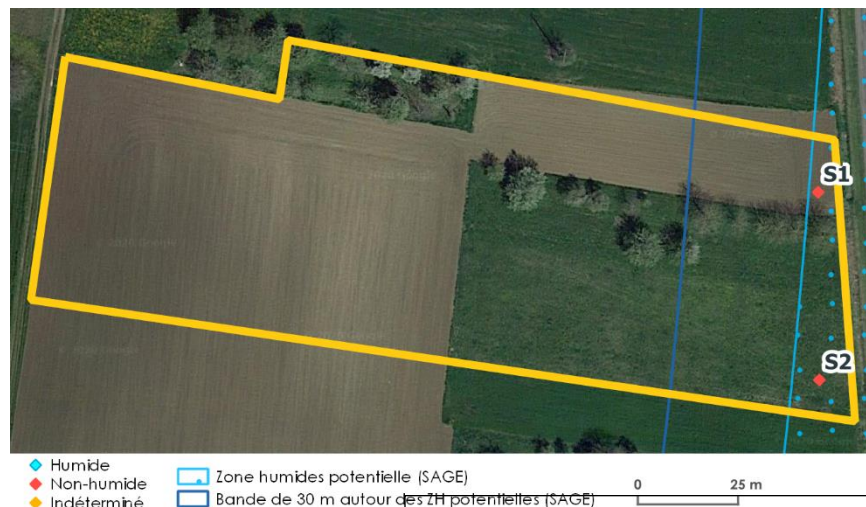 S1
S2
Humide
Non-humide
Indéterminé
Zone humides potentielle (SAGE)
Bande de 30 m autour des ZH potentielles (SAGE)
0 25 m